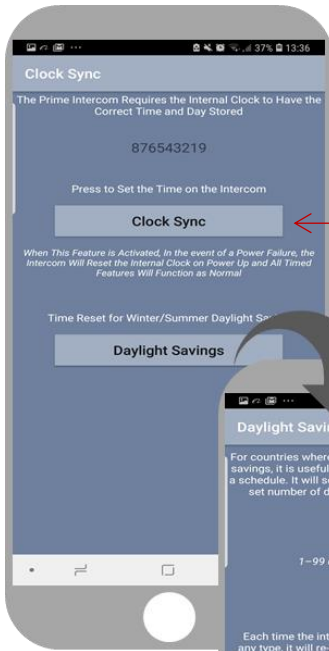 37% 13:36
Clock Sync
The Prime Intercom Requires the Internal Clock to Have the
Correct Time and Day Stored
876543219
Press to Set the Time on the Intercom
Clock Sync
When This Feature is Activated, In the event of a Power Failure, the
Intercom Will Reset the Internal Clock on Power Up and All Timed
Features Will Function as Normal
Time Reset for Winter/Summer Daylight
Daylight Savings
Daylight
For countries where
savings, it is useful
a schedule. It will
set number of
1-99
Each time the
any type, it will